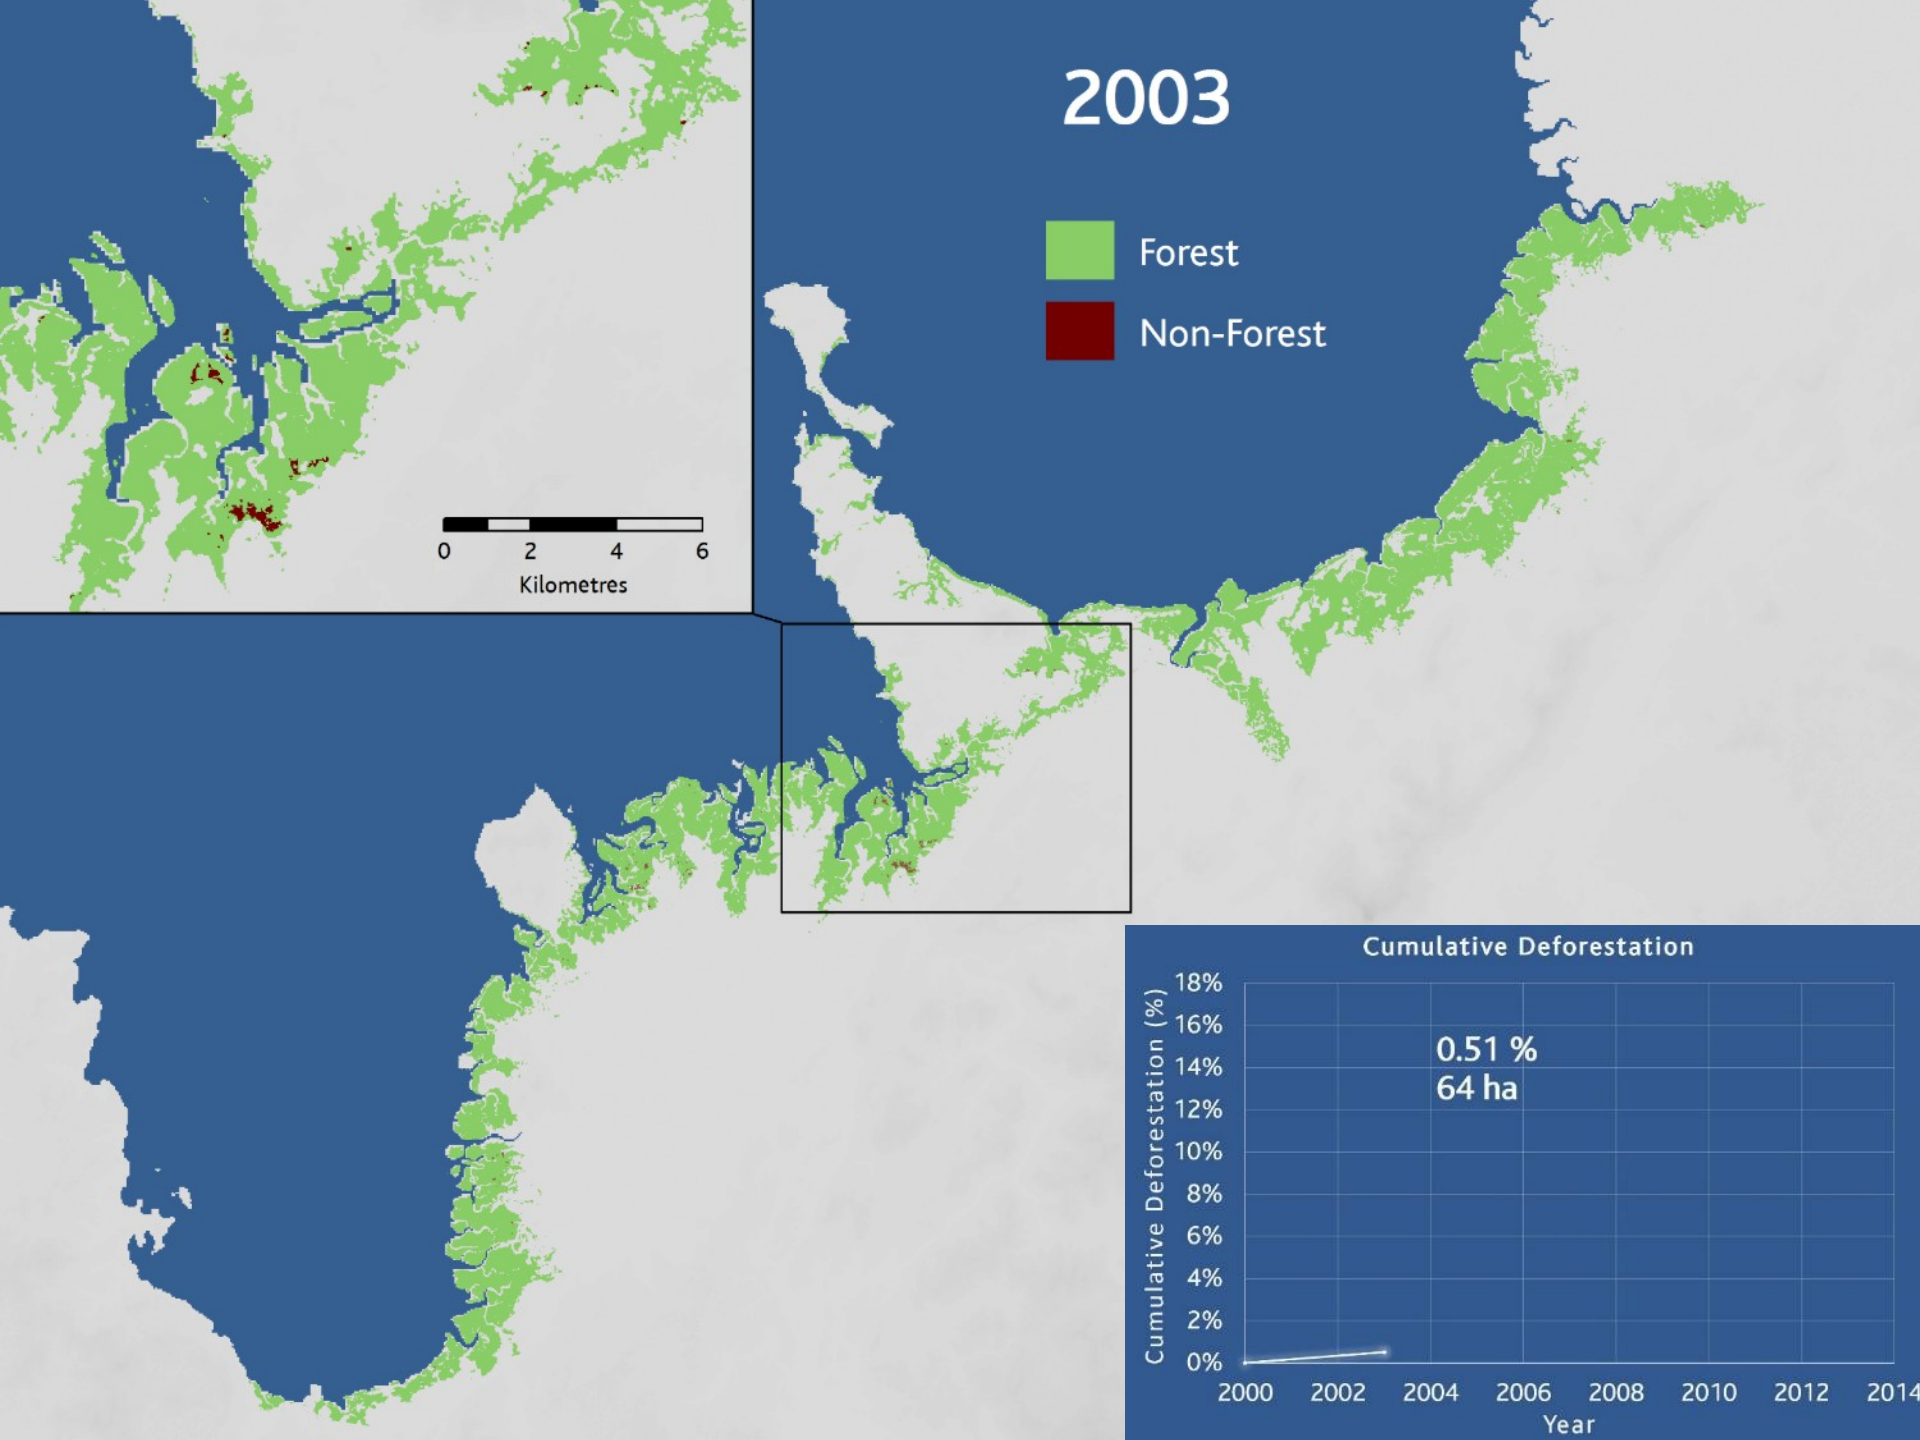 2003
Forest
Non-Forest
0 2 4 6
Kilometres
Cumulative Deforestation
Cumulative Deforestation (%)
18%
16%
14%
12%
10%
8%
6%
4%
2%
0%
0.51 %
64 ha
2000 2002 2004 2006 2008 2010 2012 2014
Year